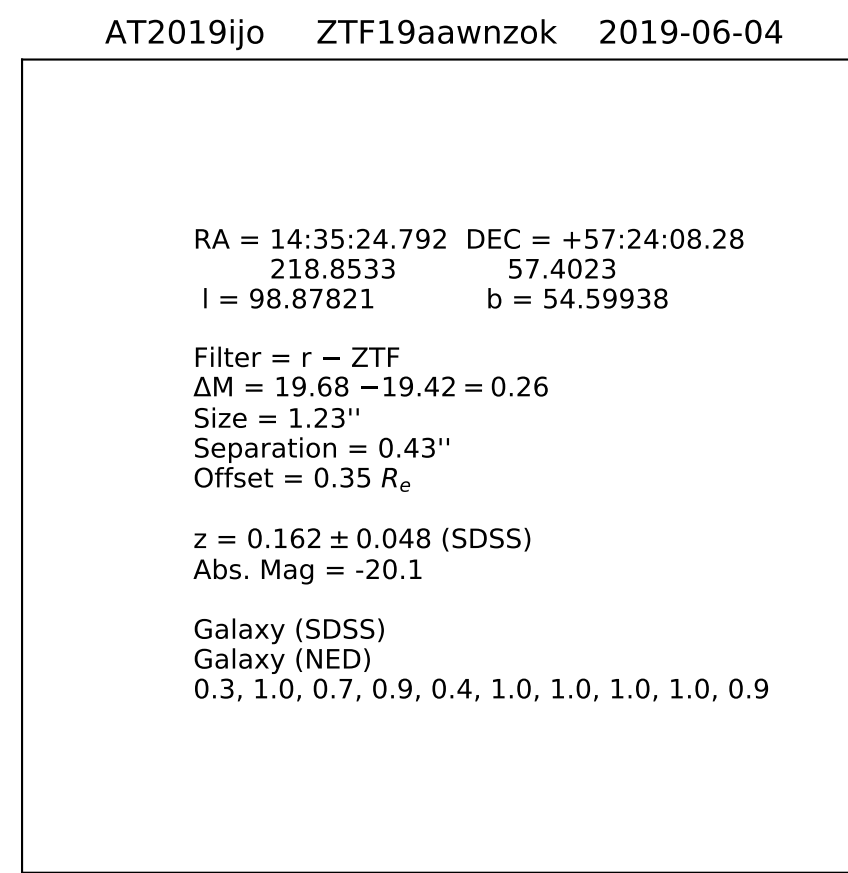 AT2019ijo ZTF19aawnzok 2019-06-04
RA = 14:35:24.792 DEC = +57:24:08.28
218.8533 57.4023
l = 98.87821 b = 54.59938
Filter = r − ZTF
ΔM = 19.68 −19.42 = 0.26
Size = 1.23''
Separation = 0.43''
Offset = 0.35 Rₑ
z = 0.162 ± 0.048 (SDSS)
Abs. Mag = -20.1
Galaxy (SDSS)
Galaxy (NED)
0.3, 1.0, 0.7, 0.9, 0.4, 1.0, 1.0, 1.0, 1.0, 0.9